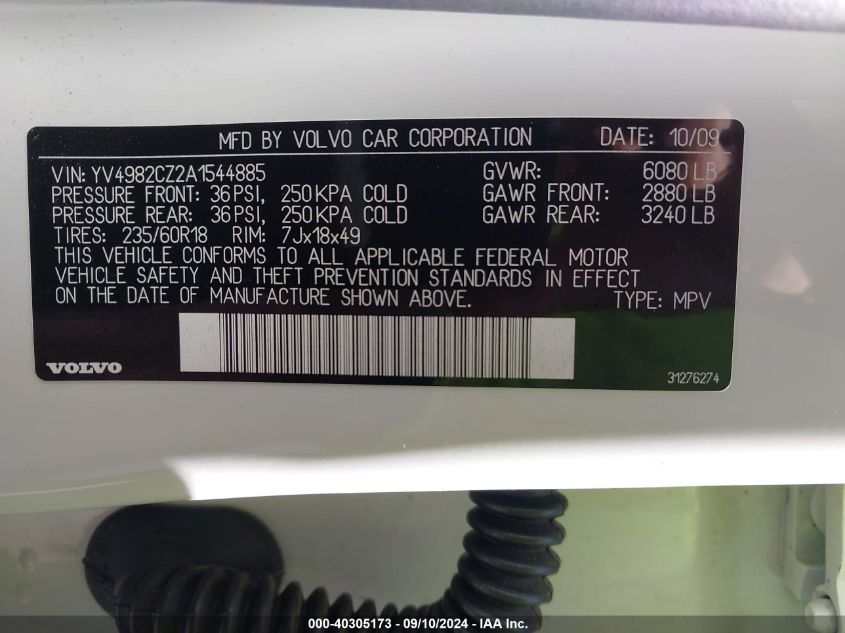 MFD BY VOLVO CAR CORPORATION DATE: 10/09
VIN: YV4982CZ2A1544885 GVWR: 6080 LB
PRESSURE FRONT: 36 PSI, 250 KPA COLD GAWR FRONT: 2880 LB
PRESSURE REAR: 36 PSI, 250 KPA COLD GAWR REAR: 3240 LB
TIRES: 235/60R18 RIM: 7Jx18x49
THIS VEHICLE CONFORMS TO ALL APPLICABLE FEDERAL MOTOR
VEHICLE SAFETY AND THEFT PREVENTION STANDARDS IN EFFECT
ON THE DATE OF MANUFACTURE SHOWN ABOVE. TYPE: MPV
VOLVO 31276274
000-40305173 - 09/10/2024 - IAA Inc.